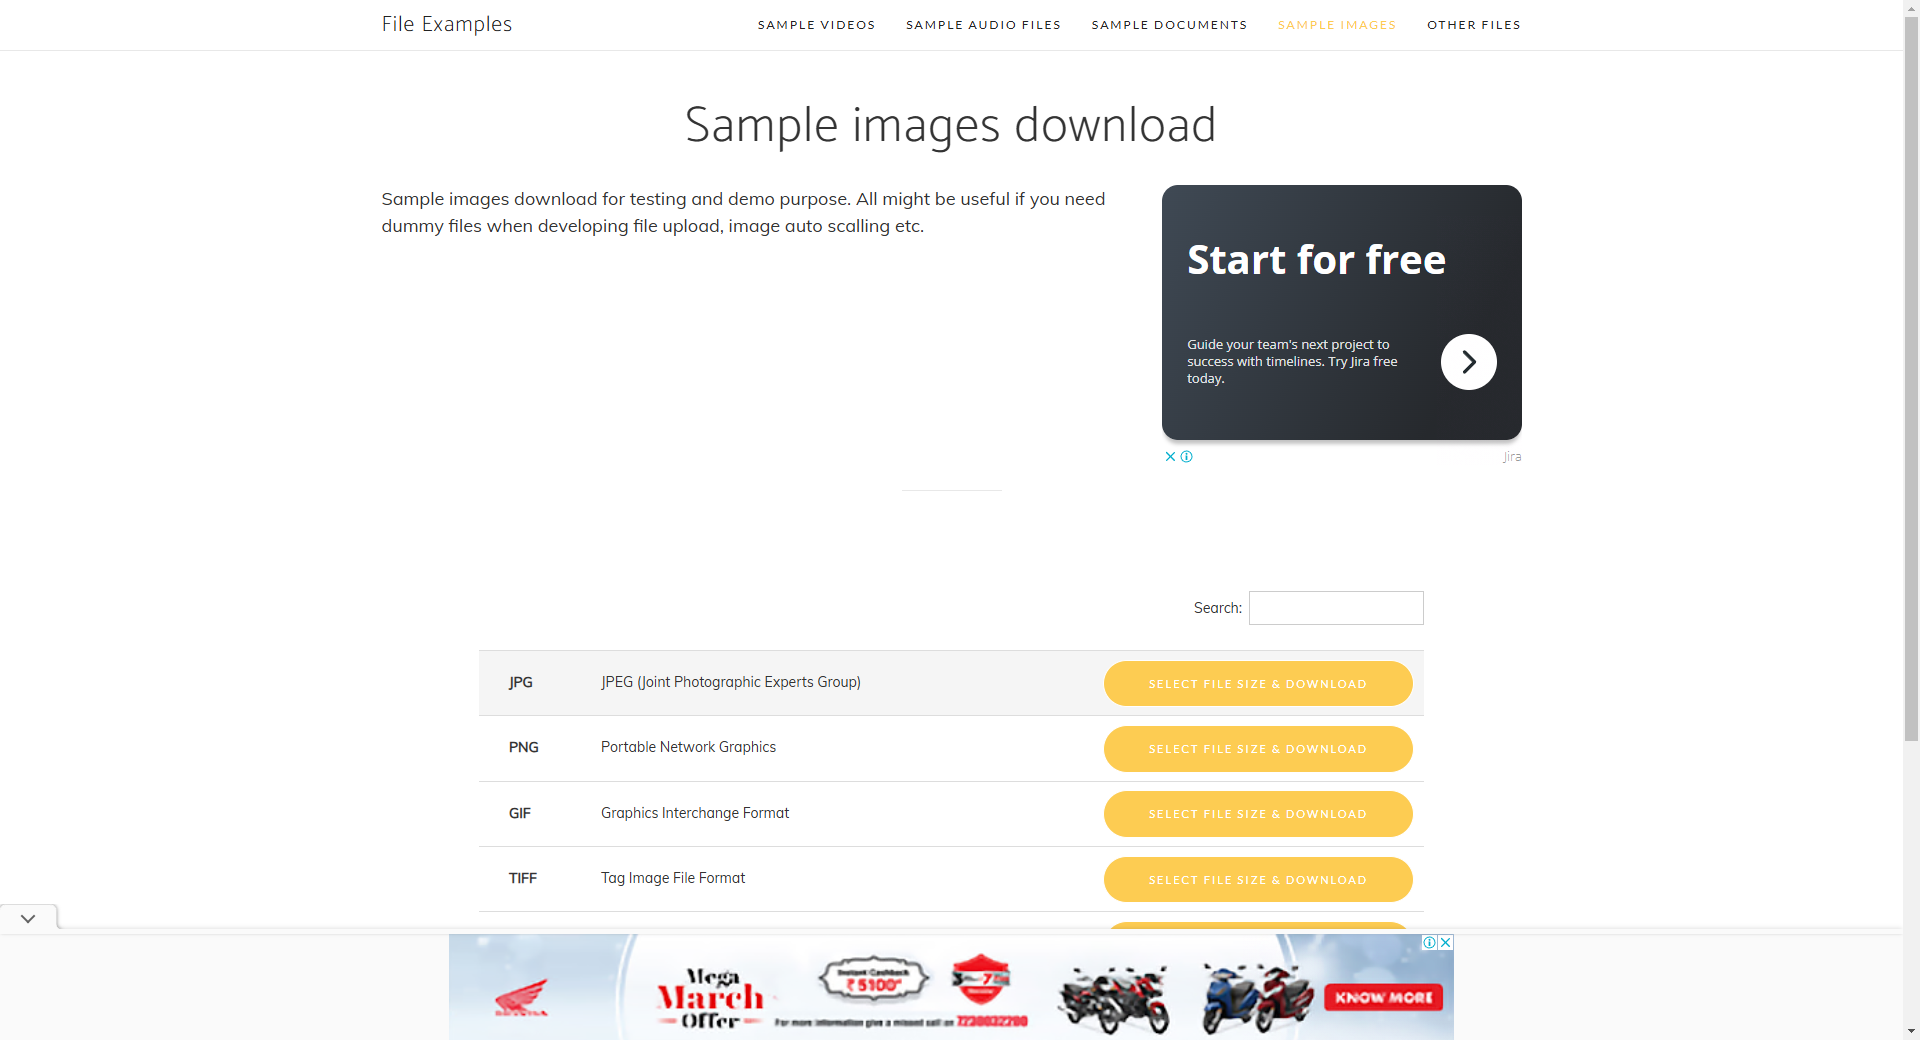 File Examples
SAMPLE VIDEOS
SAMPLE AUDIO FILES
SAMPLE DOCUMENTS
SAMPLE IMAGES
OTHER FILES
Sample images download
Sample images download for testing and demo purpose. All might be useful if you need
dummy files when developing file upload, image auto scalling etc.
Start for free
Guide your team's next project to
success with timelines. Try Jira free
today.
Jira
Search:
JPG
JPEG (Joint Photographic Experts Group)
SELECT FILE SIZE & DOWNLOAD
PNG
Portable Network Graphics
SELECT FILE SIZE & DOWNLOAD
GIF
Graphics Interchange Format
SELECT FILE SIZE & DOWNLOAD
TIFF
Tag Image File Format
SELECT FILE SIZE & DOWNLOAD
HONDA
Mega
March
Offer
Instant Cashback
₹5100*
For more information give a missed call on
KNOW MORE